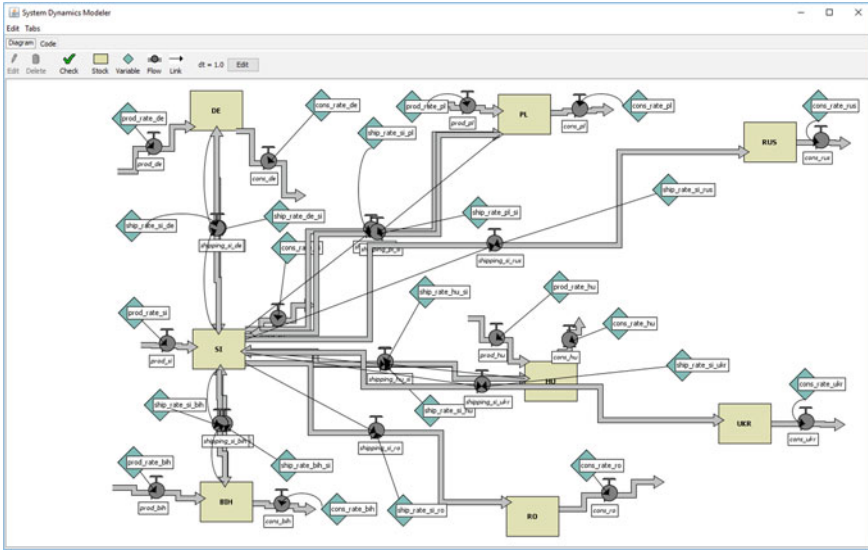 System Dynamics Modeler
Edit Tabs
Diagram Code
Edit Delete Check Stock Variable Flow Link dt = 1.0 Edit
DE
prod_rate_de
prod_de
cons_rate_de
cons_de
prod_rate_pl
prod_pl
PL
cons_rate_pl
cons_pl
cons_rate_rus
RUS
cons_rus
ship_rate_si_pl
ship_rate_si_rus
ship_rate_si_de
ship_rate_de_si
ship_rate_pl_si
shipping_si_de
shipping_si_rus
ship_rate_hu_si
prod_rate_hu
prod_rate_si
prod_si
SI
prod_hu
cons_hu
cons_rate_hu
shipping_hu_si
HU
ship_rate_si_ukr
shipping_si_ukr
ship_rate_si_hu
cons_rate_ukr
UKR
cons_ukr
ship_rate_si_bih
shipping_si_bih
shipping_si_ro
prod_rate_bih
ship_rate_bih_si
cons_rate_ro
prod_bih
BIH
cons_bih
cons_rate_bih
ship_rate_si_ro
RO
cons_ro